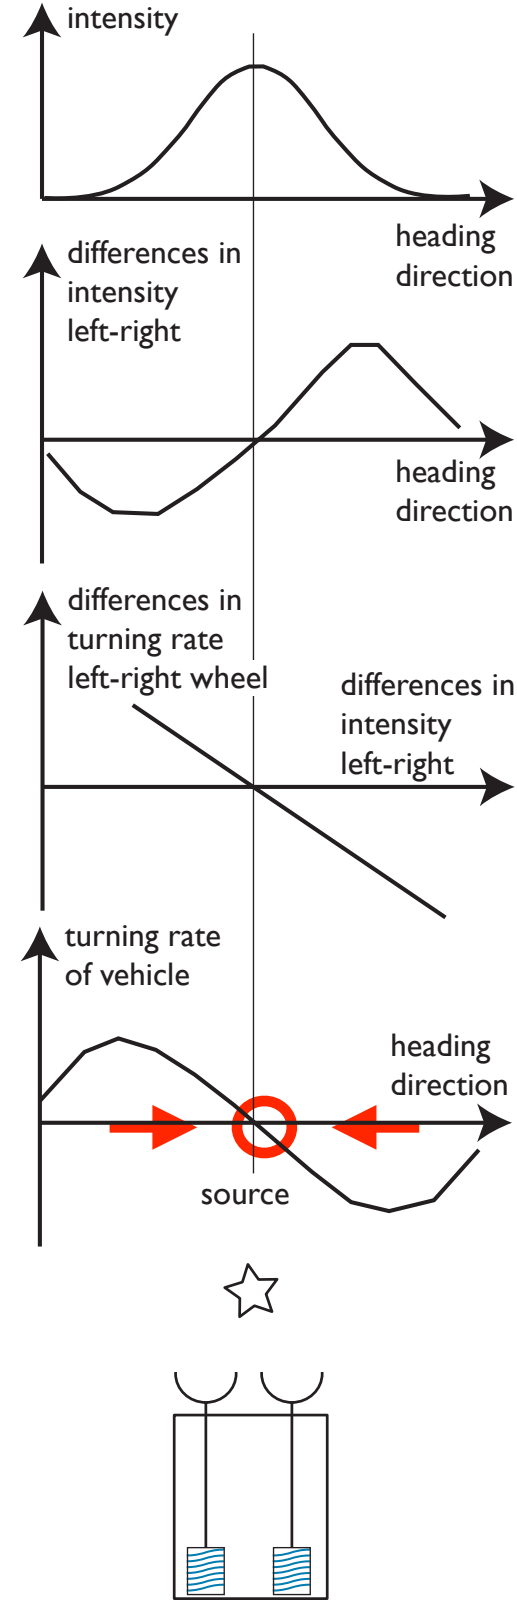 intensity
heading
direction
differences in
intensity
left-right
heading
direction
differences in
turning rate
left-right wheel
differences in
intensity
left-right
turning rate
of vehicle
heading
direction
source